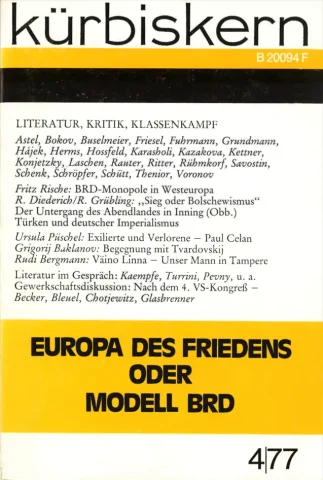 kürbiskern
B 20094 F
LITERATUR, KRITIK, KLASSENKAMPF
Astel, Bokov, Buselmeier, Friesel, Fuhrmann, Grundmann,
Hájek, Herms, Hossfeld, Karasholi, Kazakova, Kettner,
Konjetzky, Laschen, Rauter, Ritter, Rühmkorf, Savostin,
Schenk, Schröpfer, Schütt, Thenior, Voronov
Fritz Rische: BRD-Monopole in Westeuropa
R. Diederich/R. Grübling: „Sieg oder Bolschewismus"
Der Untergang des Abendlandes in Inning (Obb.)
Türken und deutscher Imperialismus
Ursula Püschel: Exilierte und Verlorene – Paul Celan
Grigorij Baklanov: Begegnung mit Tvardovskij
Rudi Bergmann: Väino Linna – Unser Mann in Tampere
Literatur im Gespräch: Kaempfe, Turrini, Pevny, u. a.
Gewerkschaftsdiskussion: Nach dem 4. VS-Kongreß –
Becker, Bleuel, Chotjewitz, Glasbrenner
EUROPA DES FRIEDENS
ODER
MODELL BRD
4|77